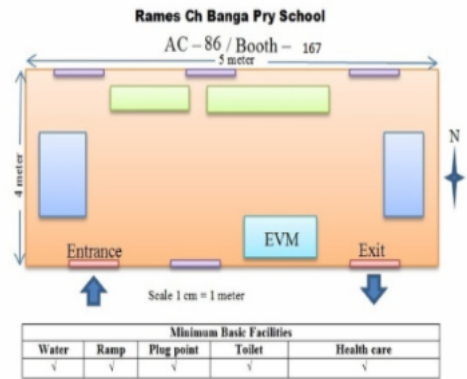 Rames Ch Banga Pry School
AC – 86 / Booth – 167
5 meter
4 meter
N
EVM
Entrance
Exit
Scale 1 cm = 1 meter
Minimum Basic Facilities
Water Ramp Plug point Toilet Health care
√ √ √ √ √